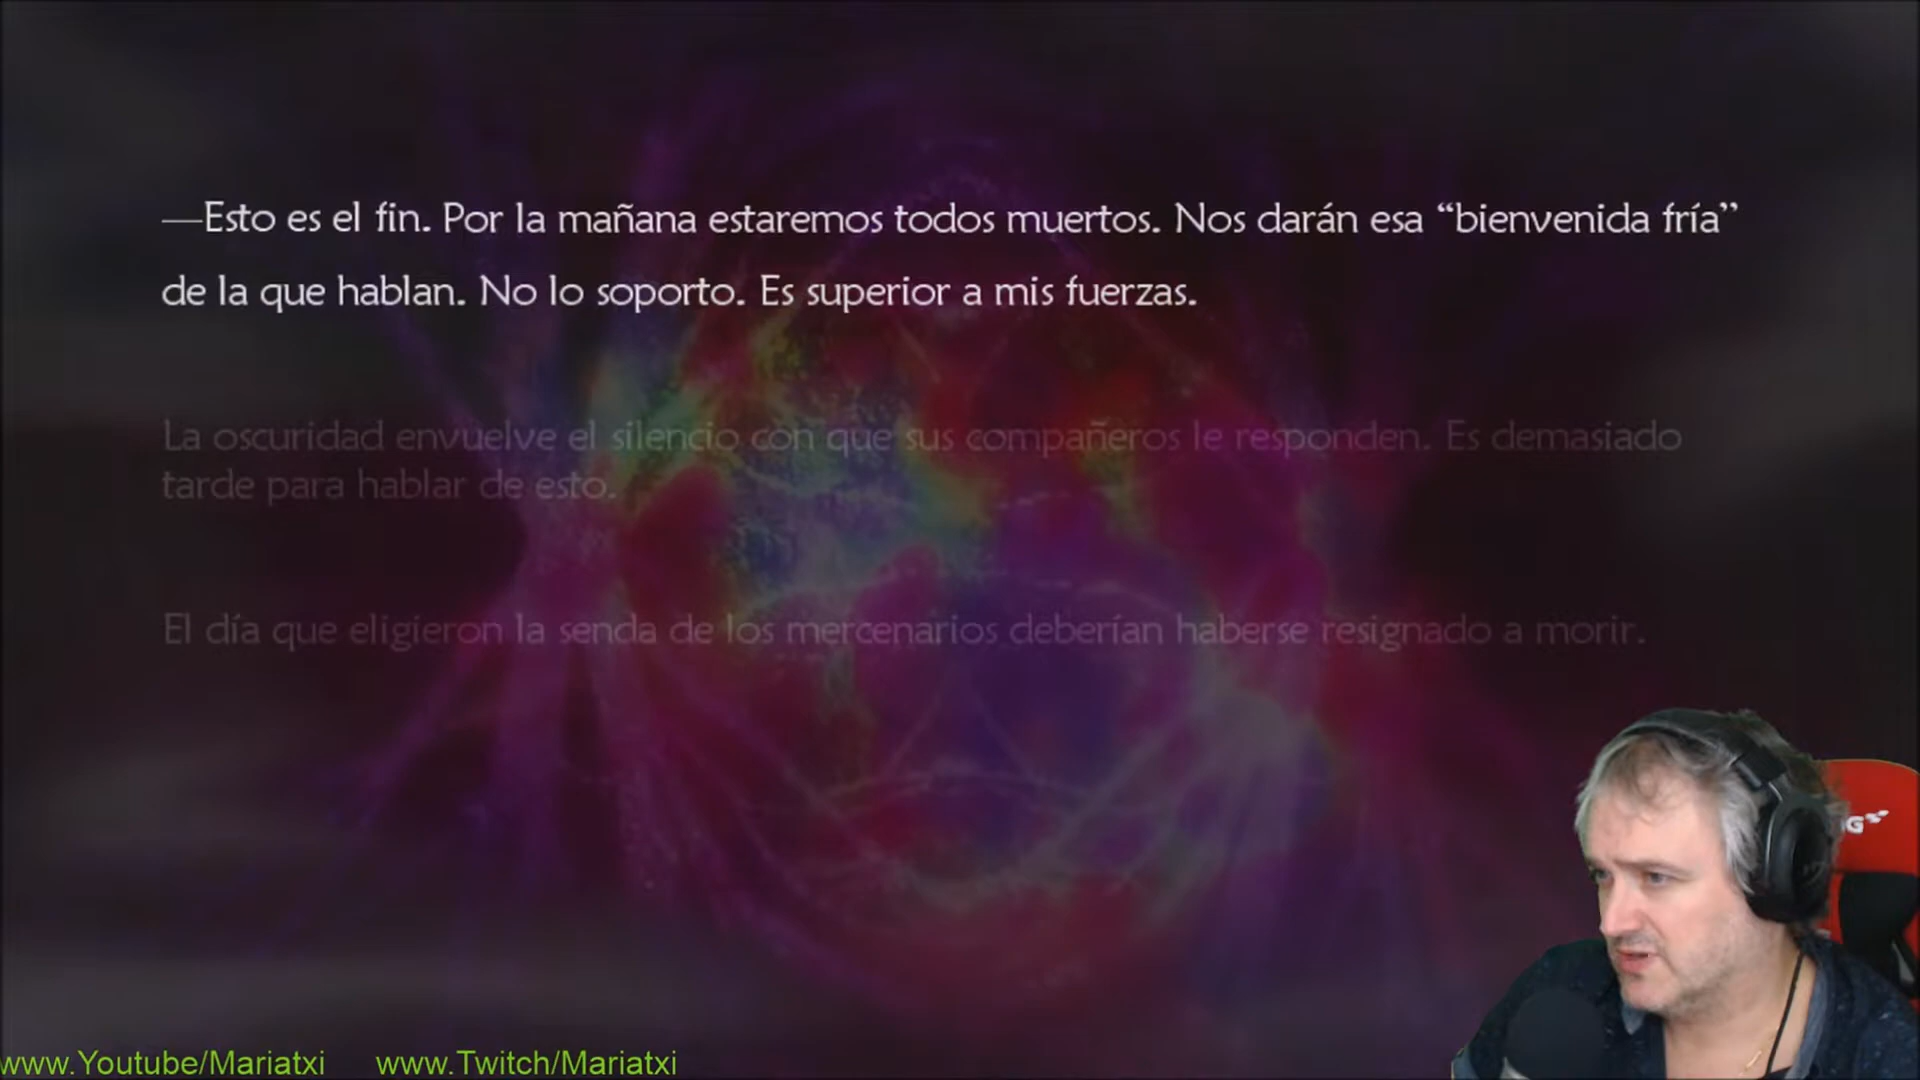 —Esto es el fin. Por la mañana estaremos todos muertos. Nos darán esa “bienvenida fría”
de la que hablan. No lo soporto. Es superior a mis fuerzas.
La oscuridad envuelve el silencio con que sus compañeros le responden. Es demasiado
tarde para hablar de esto.
El día que eligieron la senda de los mercenarios deberían haberse resignado a morir.
www.Youtube/Mariatxi www.Twitch/Mariatxi